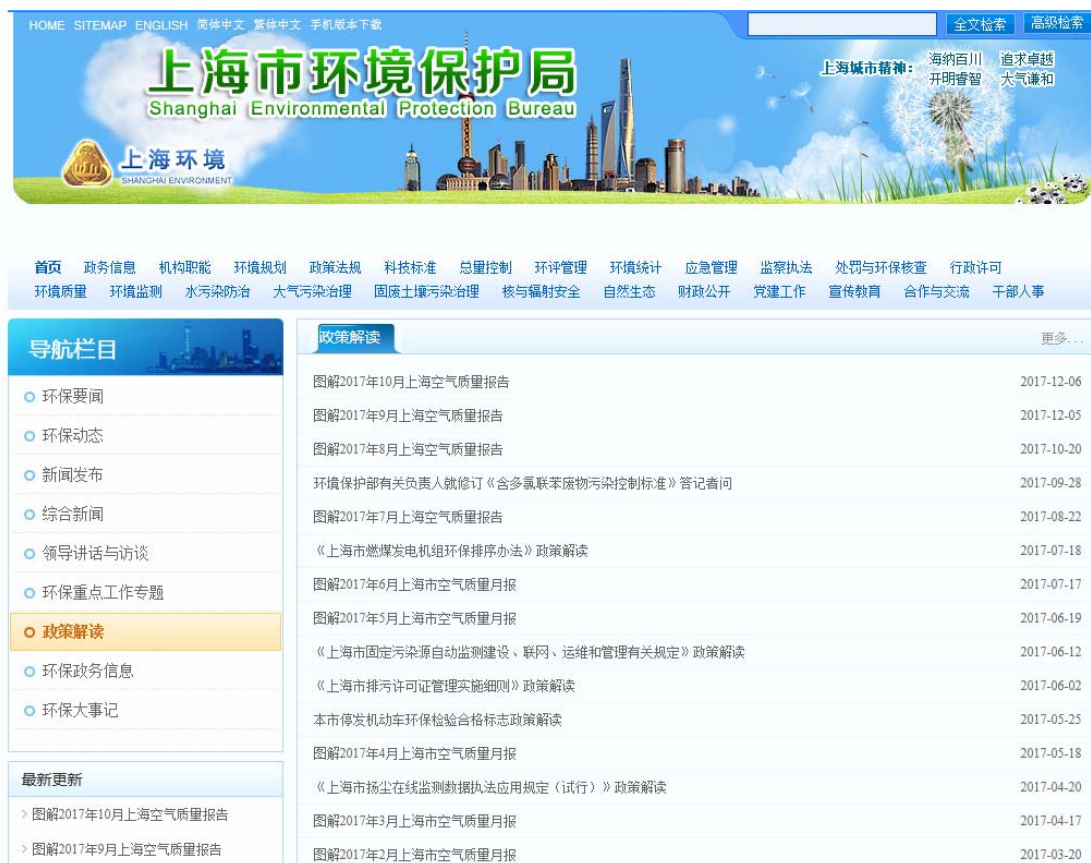 HOME SITEMAP ENGLISH 简体中文 繁体中文 手机版本下载
全文检索 高级检索
上海市环境保护局
Shanghai Environmental Protection Bureau
上海城市精神: 海纳百川 追求卓越
开明睿智 大气谦和
上海环境
SHANGHAI ENVIRONMENT
首页 政务信息 机构职能 环境规划 政策法规 科技标准 总量控制 环评管理 环境统计 应急管理 监察执法 处罚与环保核查 行政许可
环境质量 环境监测 水污染防治 大气污染治理 固废土壤污染治理 核与辐射安全 自然生态 财政公开 党建工作 宣传教育 合作与交流 干部人事
导航栏目
环保要闻
环保动态
新闻发布
综合新闻
领导讲话与访谈
环保重点工作专题
政策解读
环保政务信息
环保大事记
最新更新
> 图解2017年10月上海空气质量报告
> 图解2017年9月上海空气质量报告
政策解读 更多...
图解2017年10月上海空气质量报告 2017-12-06
图解2017年9月上海空气质量报告 2017-12-05
图解2017年8月上海空气质量报告 2017-10-20
环境保护部有关负责人就修订《含多氯联苯废物污染控制标准》答记者问 2017-09-28
图解2017年7月上海空气质量报告 2017-08-22
《上海市燃煤发电机组环保排序办法》政策解读 2017-07-18
图解2017年6月上海市空气质量月报 2017-07-17
图解2017年5月上海市空气质量月报 2017-06-19
《上海市固定污染源自动监测建设、联网、运维和管理有关规定》政策解读 2017-06-12
《上海市排污许可证管理实施细则》政策解读 2017-06-02
本市停发机动车环保检验合格标志政策解读 2017-05-25
图解2017年4月上海市空气质量月报 2017-05-18
《上海市扬尘在线监测数据执法应用规定（试行）》政策解读 2017-04-20
图解2017年3月上海市空气质量月报 2017-04-17
图解2017年2月上海市空气质量月报 2017-03-20